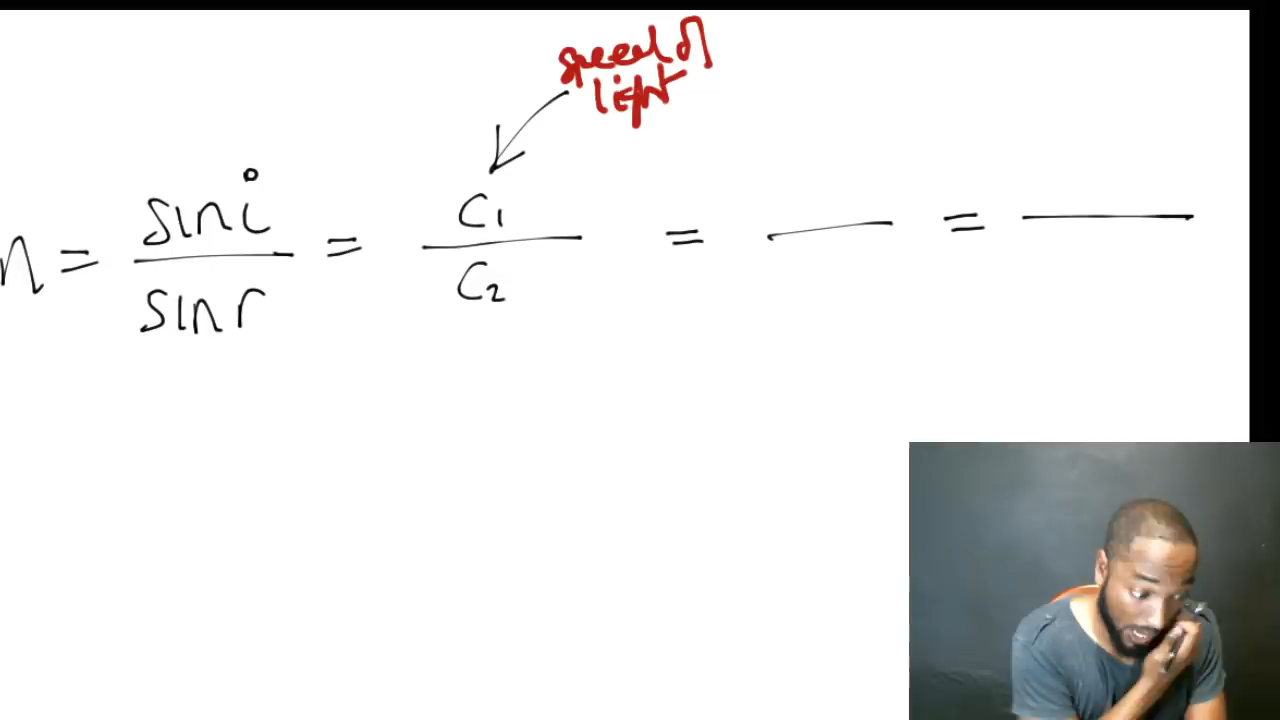 speed of
light
n = sin i / sin r = c1 / c2 = ___ = ___